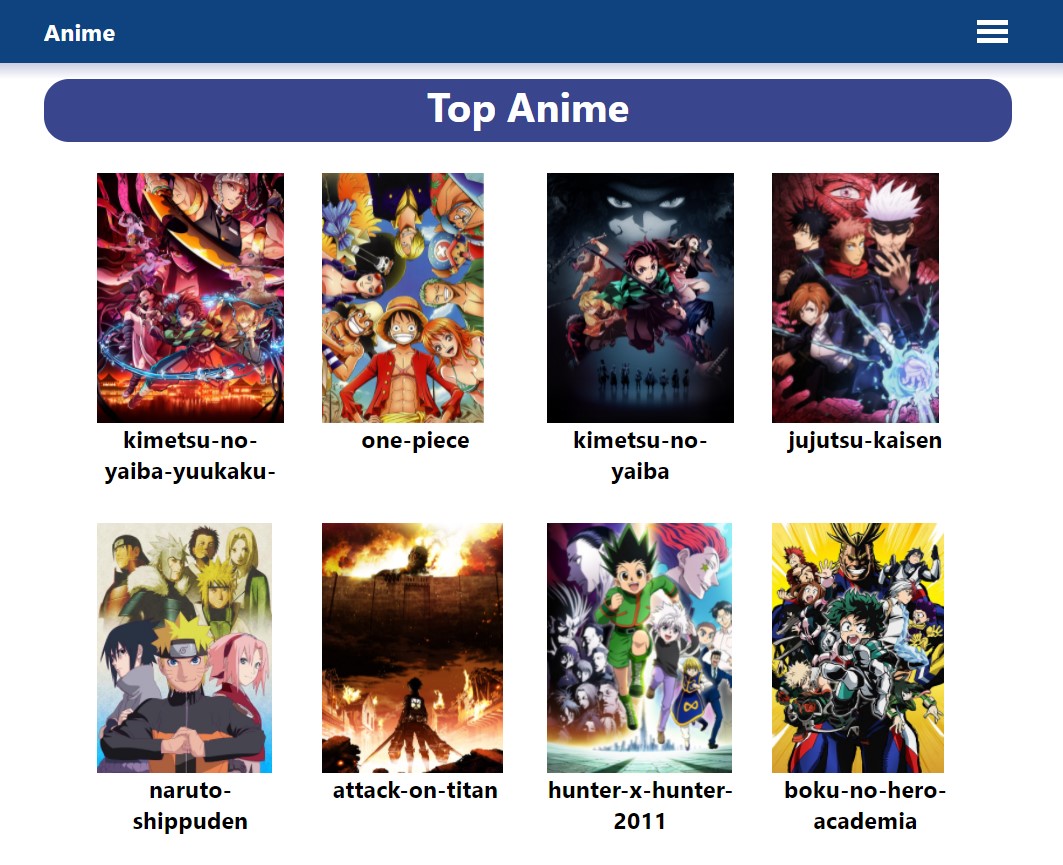 Anime
Top Anime
kimetsu-no-
yaiba-yuukaku-
one-piece
kimetsu-no-
yaiba
jujutsu-kaisen
naruto-
shippuden
attack-on-titan
hunter-x-hunter-
2011
boku-no-hero-
academia